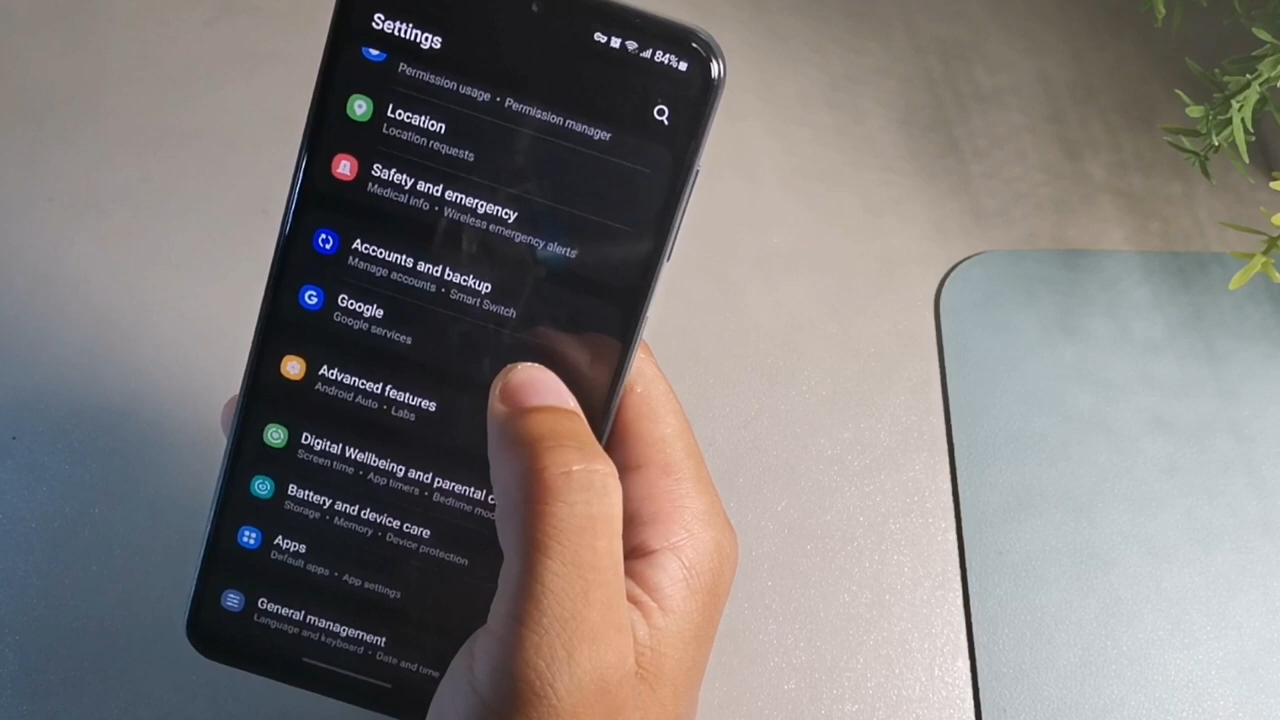 Settings
84%
Permission usage • Permission manager
Location
Location requests
Safety and emergency
Medical info • Wireless emergency alerts
Accounts and backup
Manage accounts • Smart Switch
Google
Google services
Advanced features
Android Auto • Labs
Digital Wellbeing and parental c
Screen time • App timers • Bedtime mo
Battery and device care
Storage • Memory • Device protection
Apps
Default apps • App settings
General management
Language and keyboard • Date and time